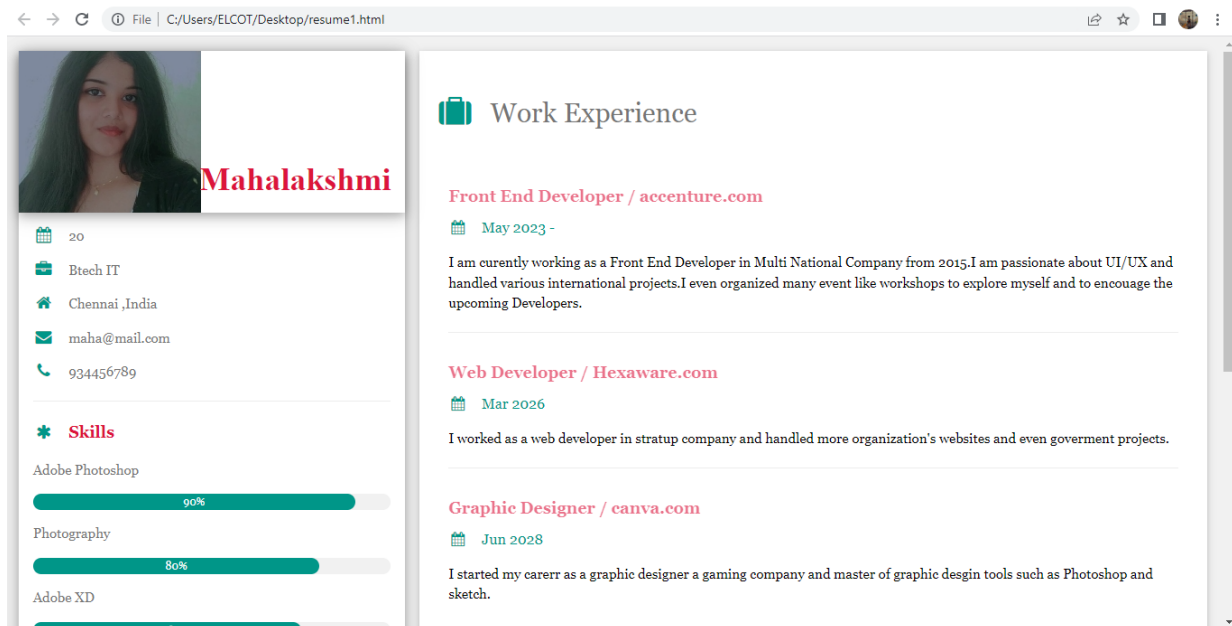 File
C:/Users/ELCOT/Desktop/resume1.html
Mahalakshmi
20
Btech IT
Chennai ,India
maha@mail.com
934456789
Skills
Adobe Photoshop
90%
Photography
80%
Adobe XD
Work Experience
Front End Developer / accenture.com
May 2023 -
I am curently working as a Front End Developer in Multi National Company from 2015.I am passionate about UI/UX and
handled various international projects.I even organized many event like workshops to explore myself and to encouage the
upcoming Developers.
Web Developer / Hexaware.com
Mar 2026
I worked as a web developer in stratup company and handled more organization's websites and even goverment projects.
Graphic Designer / canva.com
Jun 2028
I started my carerr as a graphic designer a gaming company and master of graphic desgin tools such as Photoshop and
sketch.